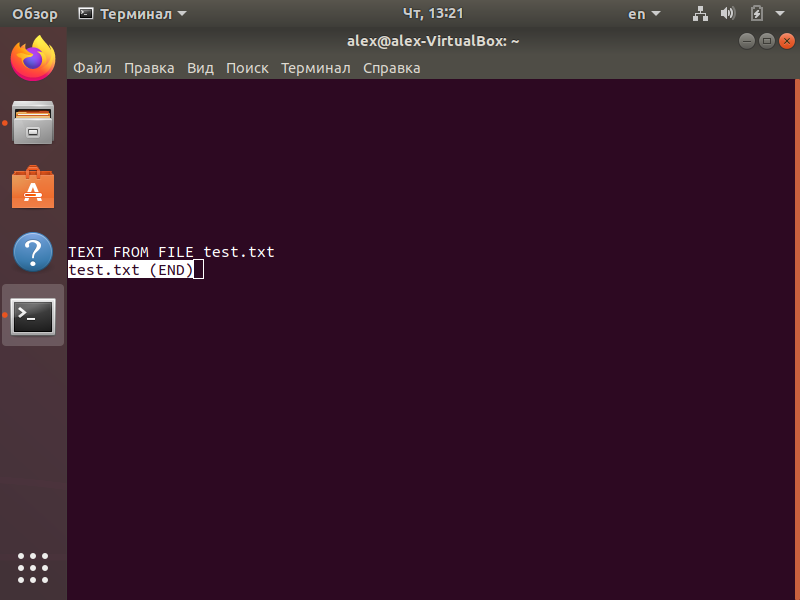 Обзор Терминал Чт, 13:21 en
alex@alex-VirtualBox: ~
Файл Правка Вид Поиск Терминал Справка
TEXT FROM FILE test.txt
test.txt (END)